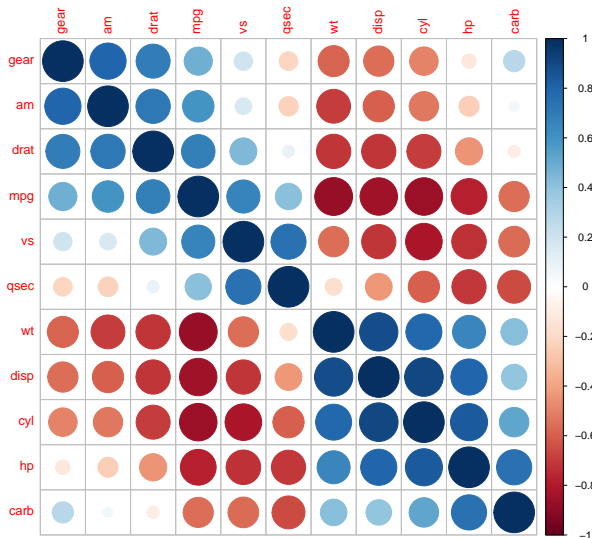 gear am drat mpg vs qsec wt disp cyl hp carb
gear
am
drat
mpg
vs
qsec
wt
disp
cyl
hp
carb
1
0.8
0.6
0.4
0.2
0
−0.2
−0.4
−0.6
−0.8
−1